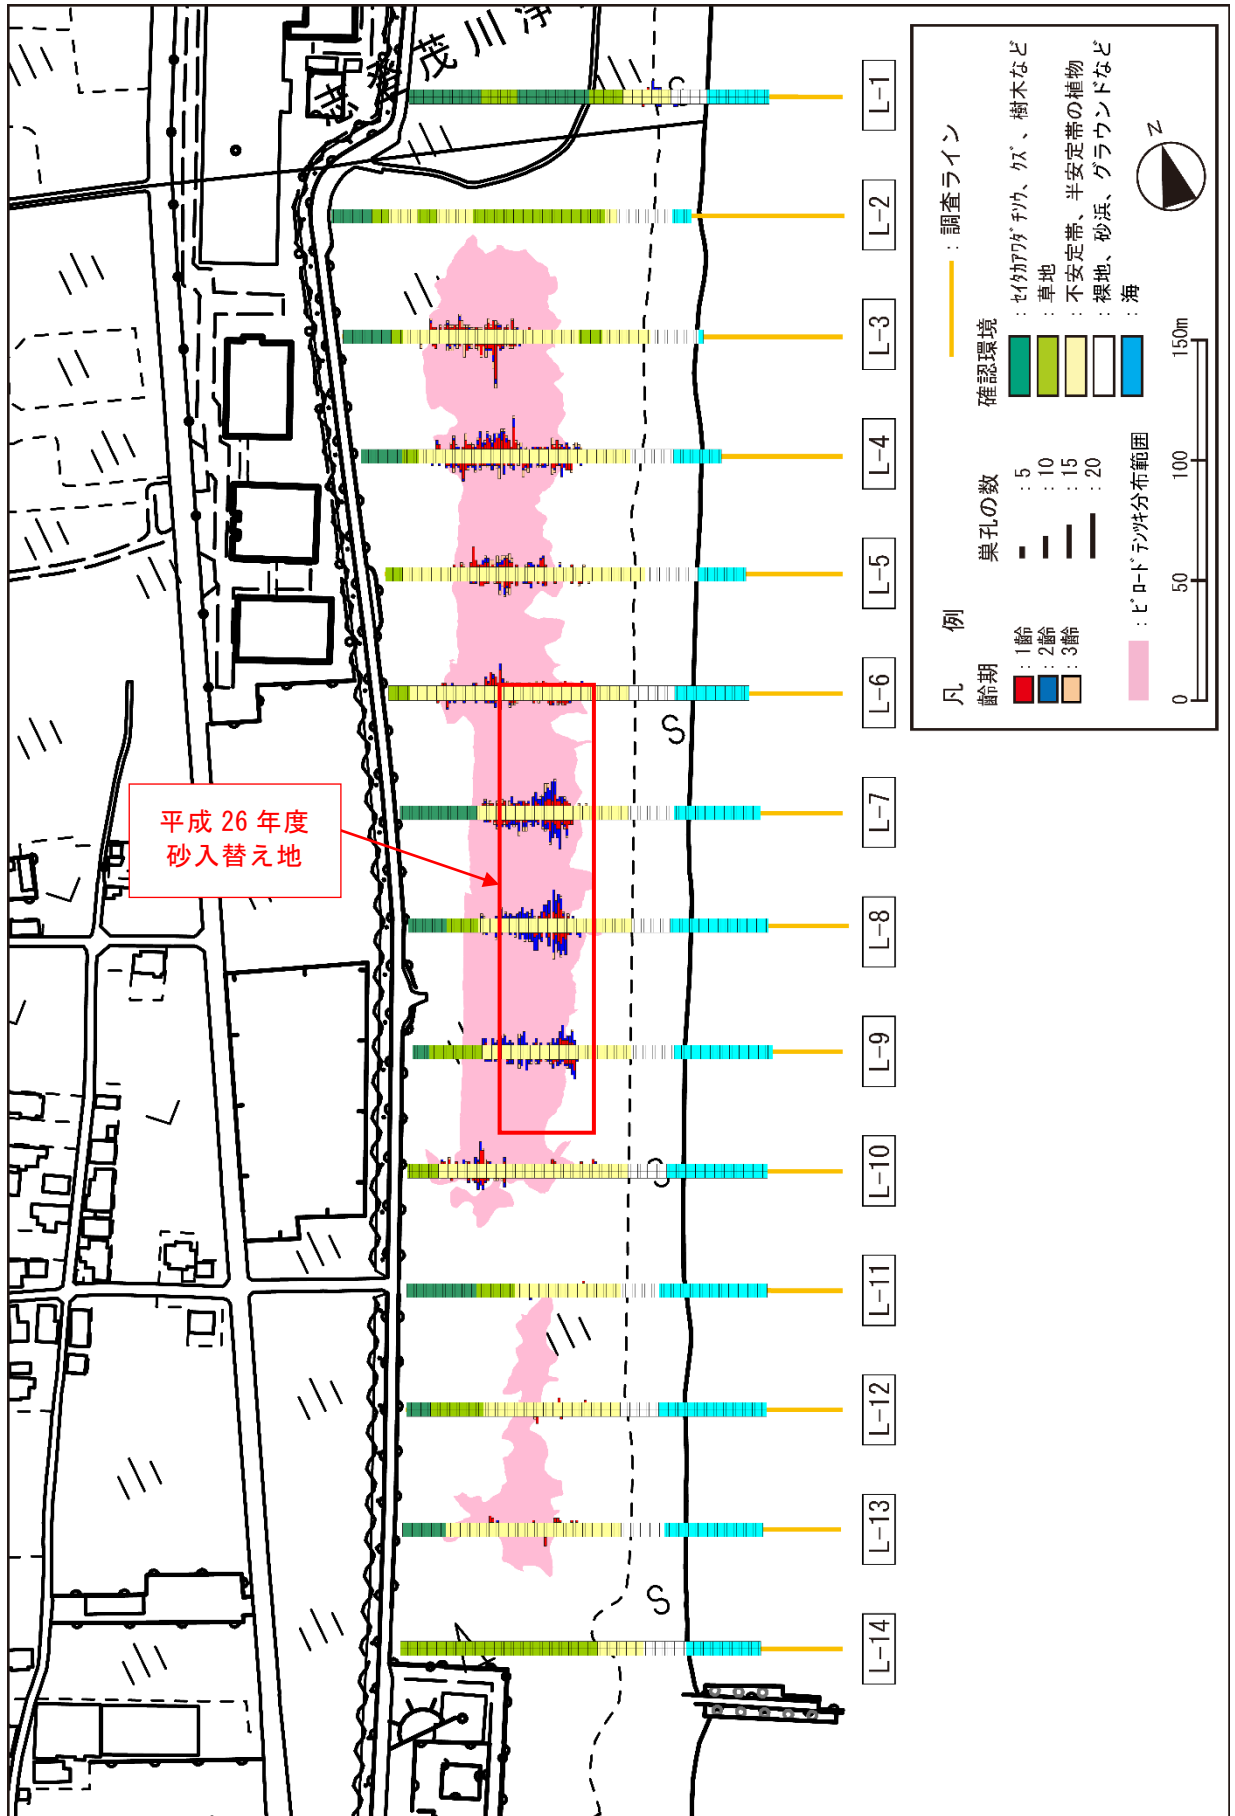 渋発茂川浄
L-1
L-2
L-3
L-4
L-5
L-6
L-7
L-8
L-9
L-10
L-11
L-12
L-13
L-14
平成 26 年度
砂入替え地
S
S
S
S
凡 例
齢期
: 1齢
: 2齢
: 3齢
巣孔の数
: 5
: 10
: 15
: 20
: 調査ライン
確認環境
: セイタカアワダチソウ、クズ、樹木など
: 草地
: 不安定帯、半安定帯の植物
: 裸地、砂浜、グラウンドなど
: 海
: ビロードテンツキ分布範囲
0 50 100 150m
Z